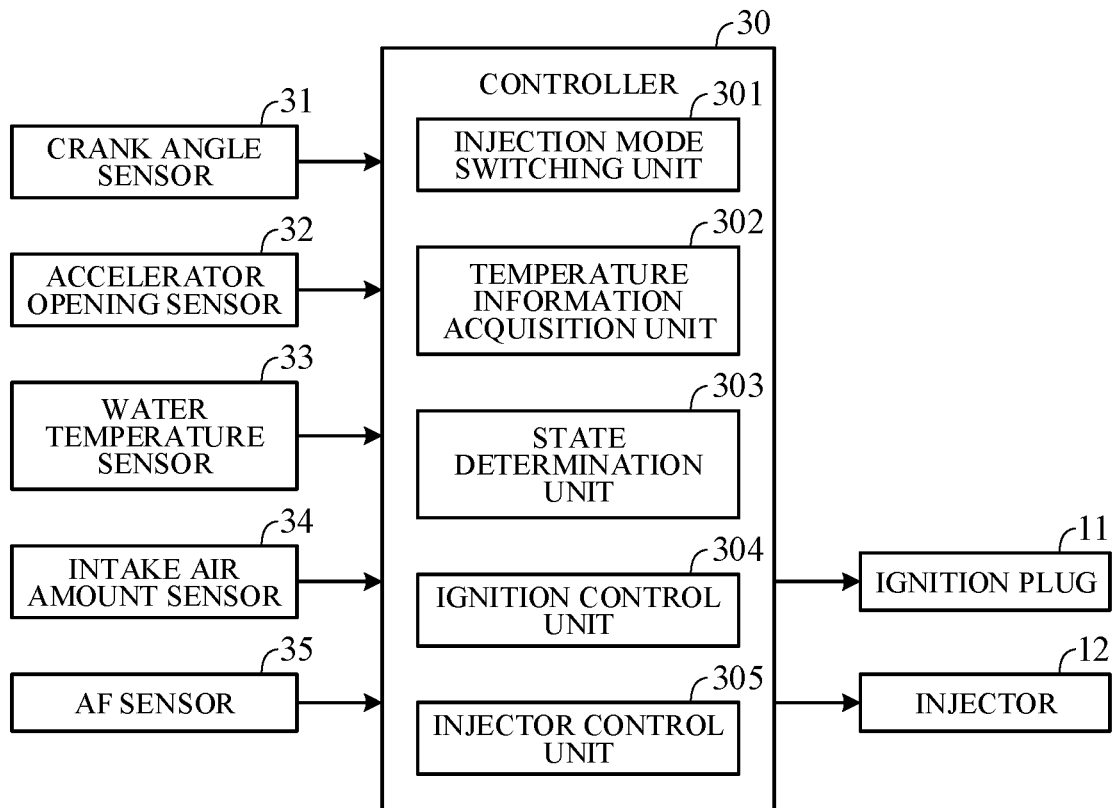 30
CONTROLLER
31
CRANK ANGLE
SENSOR
32
ACCELERATOR
OPENING SENSOR
33
WATER
TEMPERATURE
SENSOR
34
INTAKE AIR
AMOUNT SENSOR
35
AF SENSOR
301
INJECTION MODE
SWITCHING UNIT
302
TEMPERATURE
INFORMATION
ACQUISITION UNIT
303
STATE
DETERMINATION
UNIT
304
IGNITION CONTROL
UNIT
305
INJECTOR CONTROL
UNIT
11
IGNITION PLUG
12
INJECTOR